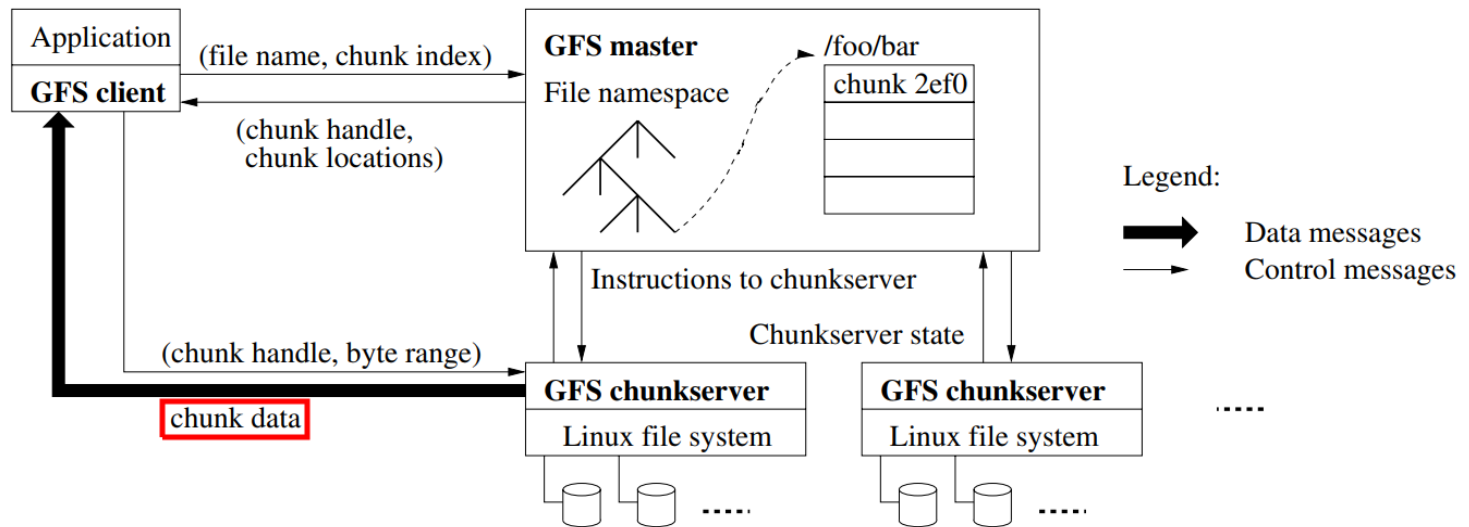 Application
GFS client
(file name, chunk index)
(chunk handle,
chunk locations)
GFS master
File namespace
/foo/bar
chunk 2ef0
Legend:
Data messages
Control messages
Instructions to chunkserver
Chunkserver state
(chunk handle, byte range)
chunk data
GFS chunkserver
Linux file system
GFS chunkserver
Linux file system